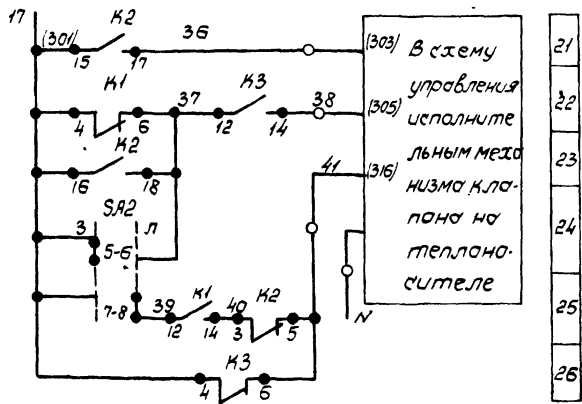 17
(301)
K2
15
17
36
(303)
K1
4
6
37
K3
12
14
38
(305)
K2
16
18
41
(316)
SA2
З
Л
5-6
7-8
39
K1
12
14
40
3
K2
5
N
K3
4
6
В схему
управления
исполните
льным меха
низма кла-
пана на
теплано-
сителе
21
22
23
24
25
26